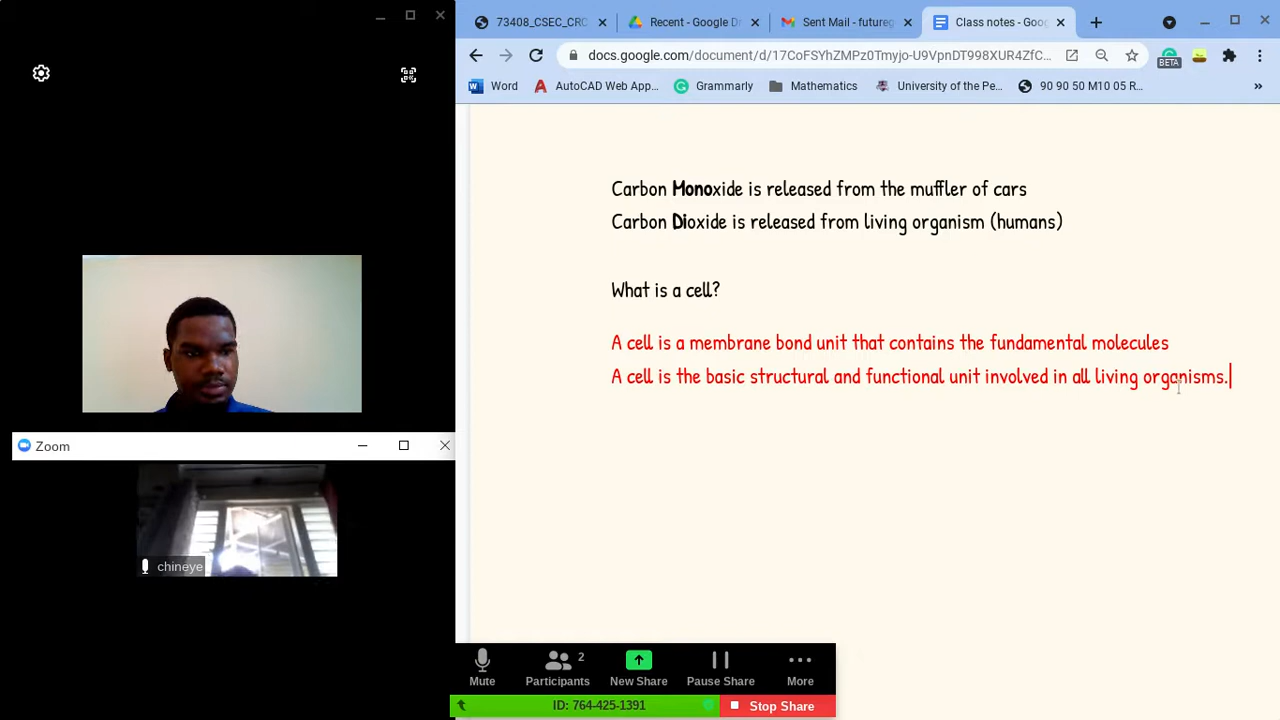 73408_CSEC_CRC
Recent - Google Dr
Sent Mail - futureg
Class notes - Goo
docs.google.com/document/d/17CoFSYhZMPz0Tmyjo-U9VpnDT998XUR4ZfC...
BETA
Word
AutoCAD Web App...
Grammarly
Mathematics
University of the Pe...
90 90 50 M10 05 R...
»
Carbon Monoxide is released from the muffler of cars
Carbon Dioxide is released from living organism (humans)
What is a cell?
A cell is a membrane bond unit that contains the fundamental molecules
A cell is the basic structural and functional unit involved in all living organisms.
Zoom
chineye
Mute
Participants
2
New Share
Pause Share
More
ID: 764-425-1391
Stop Share